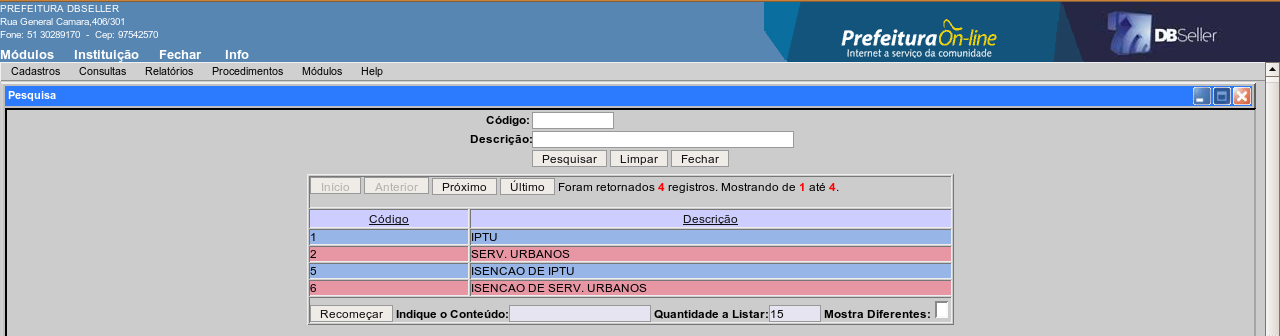 PREFEITURA DBSELLER
Rua General Camara,406/301
Fone: 51 30289170 - Cep: 97542570
Módulos Instituição Fechar Info
Prefeitura On-line
Internet a serviço da comunidade
DBSeller
Cadastros Consultas Relatórios Procedimentos Módulos Help
Pesquisa
Código:
Descrição:
Pesquisar Limpar Fechar
Início Anterior Próximo Último Foram retornados 4 registros. Mostrando de 1 até 4.
Código Descrição
1 IPTU
2 SERV. URBANOS
5 ISENCAO DE IPTU
6 ISENCAO DE SERV. URBANOS
Recomeçar Indique o Conteúdo: Quantidade a Listar: 15 Mostra Diferentes: